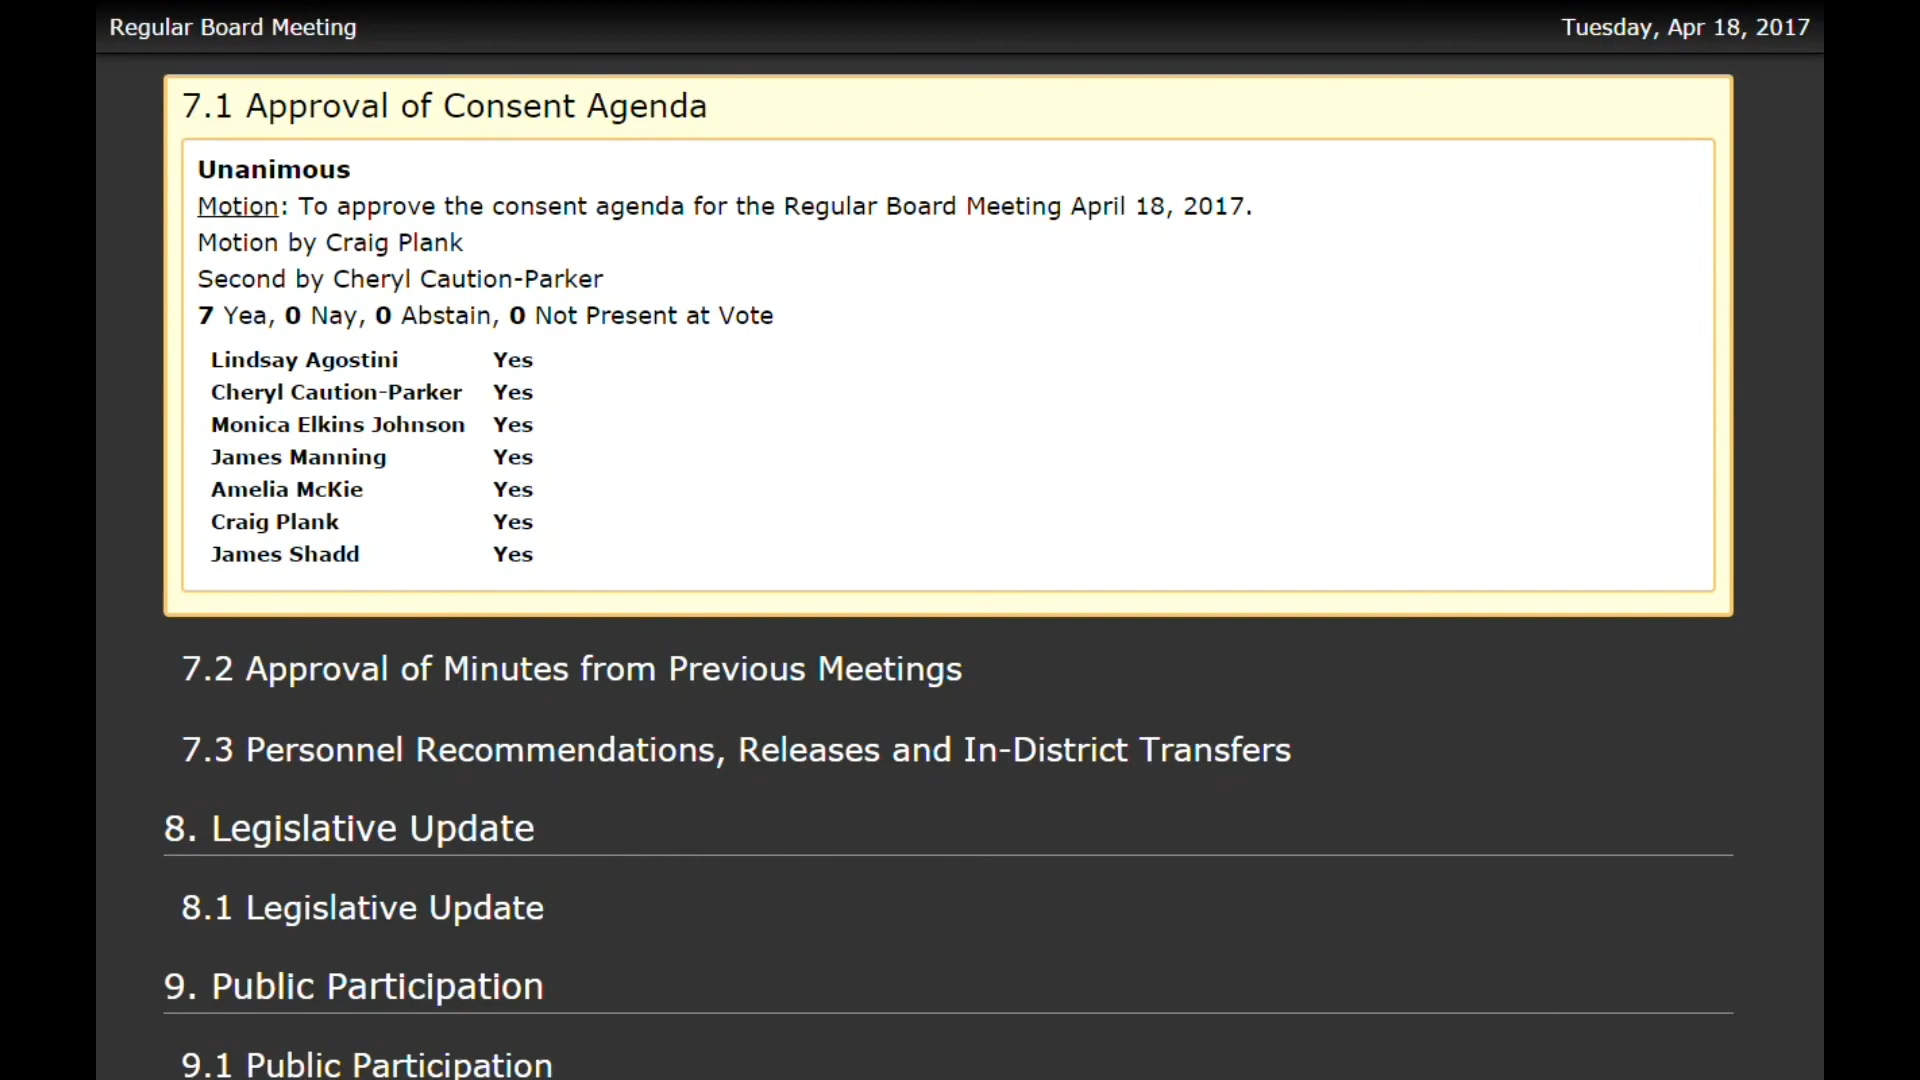 Regular Board Meeting
Tuesday, Apr 18, 2017
7.1 Approval of Consent Agenda
Unanimous
Motion: To approve the consent agenda for the Regular Board Meeting April 18, 2017.
Motion by Craig Plank
Second by Cheryl Caution-Parker
7 Yea, 0 Nay, 0 Abstain, 0 Not Present at Vote
Lindsay Agostini Yes
Cheryl Caution-Parker Yes
Monica Elkins Johnson Yes
James Manning Yes
Amelia McKie Yes
Craig Plank Yes
James Shadd Yes
7.2 Approval of Minutes from Previous Meetings
7.3 Personnel Recommendations, Releases and In-District Transfers
8. Legislative Update
8.1 Legislative Update
9. Public Participation
9.1 Public Participation